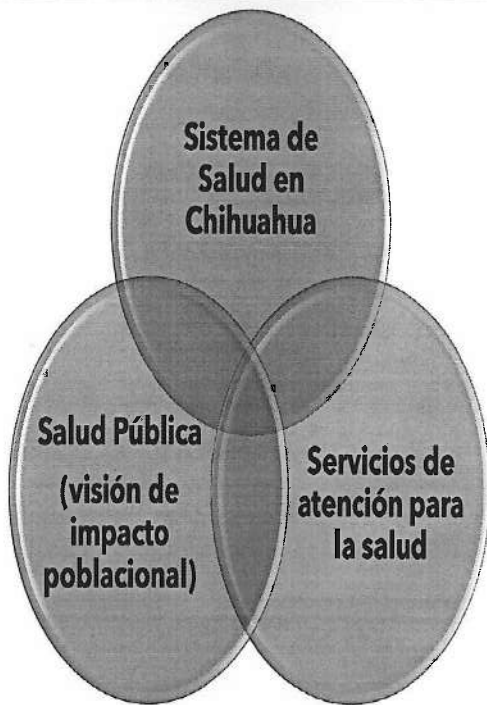 Sistema de
Salud en
Chihuahua
Salud Pública
(visión de
impacto
poblacional)
Servicios de
atención para
la salud